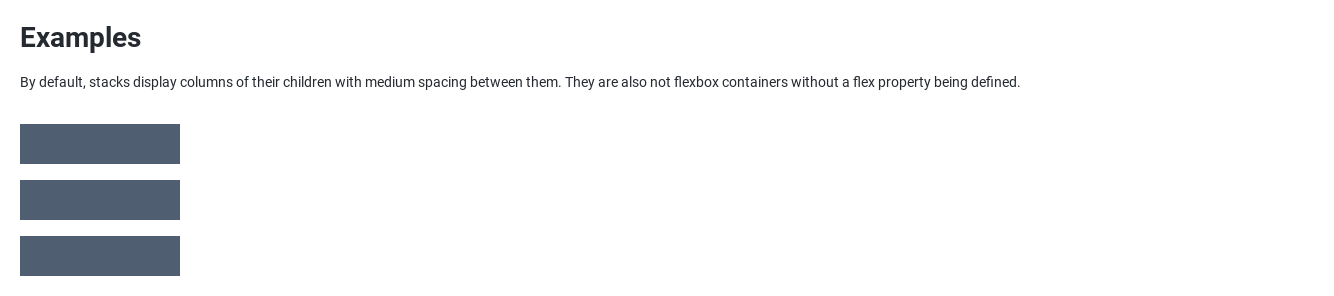 Examples
By default, stacks display columns of their children with medium spacing between them. They are also not flexbox containers without a flex property being defined.